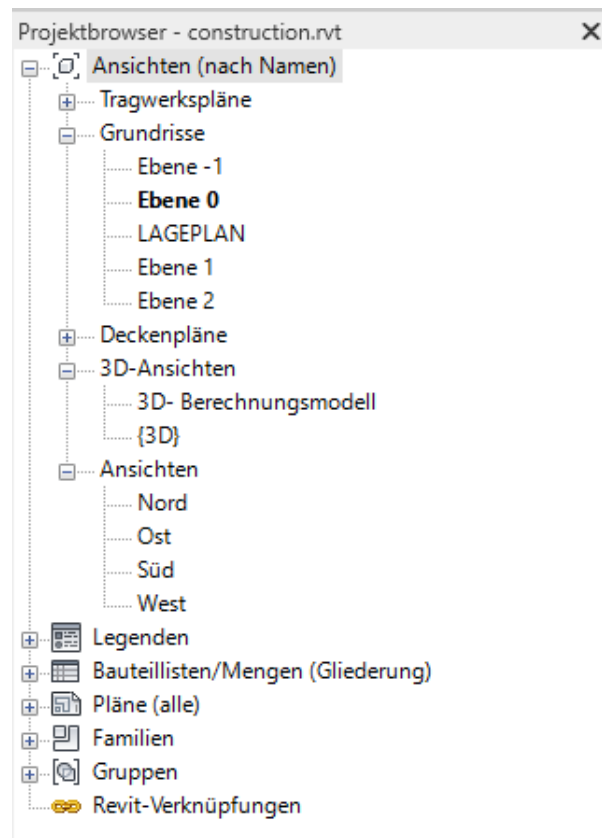 Projektbrowser - construction.rvt
Ansichten (nach Namen)
Tragwerkspläne
Grundrisse
Ebene -1
Ebene 0
LAGEPLAN
Ebene 1
Ebene 2
Deckenpläne
3D-Ansichten
3D- Berechnungsmodell
{3D}
Ansichten
Nord
Ost
Süd
West
Legenden
Bauteillisten/Mengen (Gliederung)
Pläne (alle)
Familien
Gruppen
Revit-Verknüpfungen